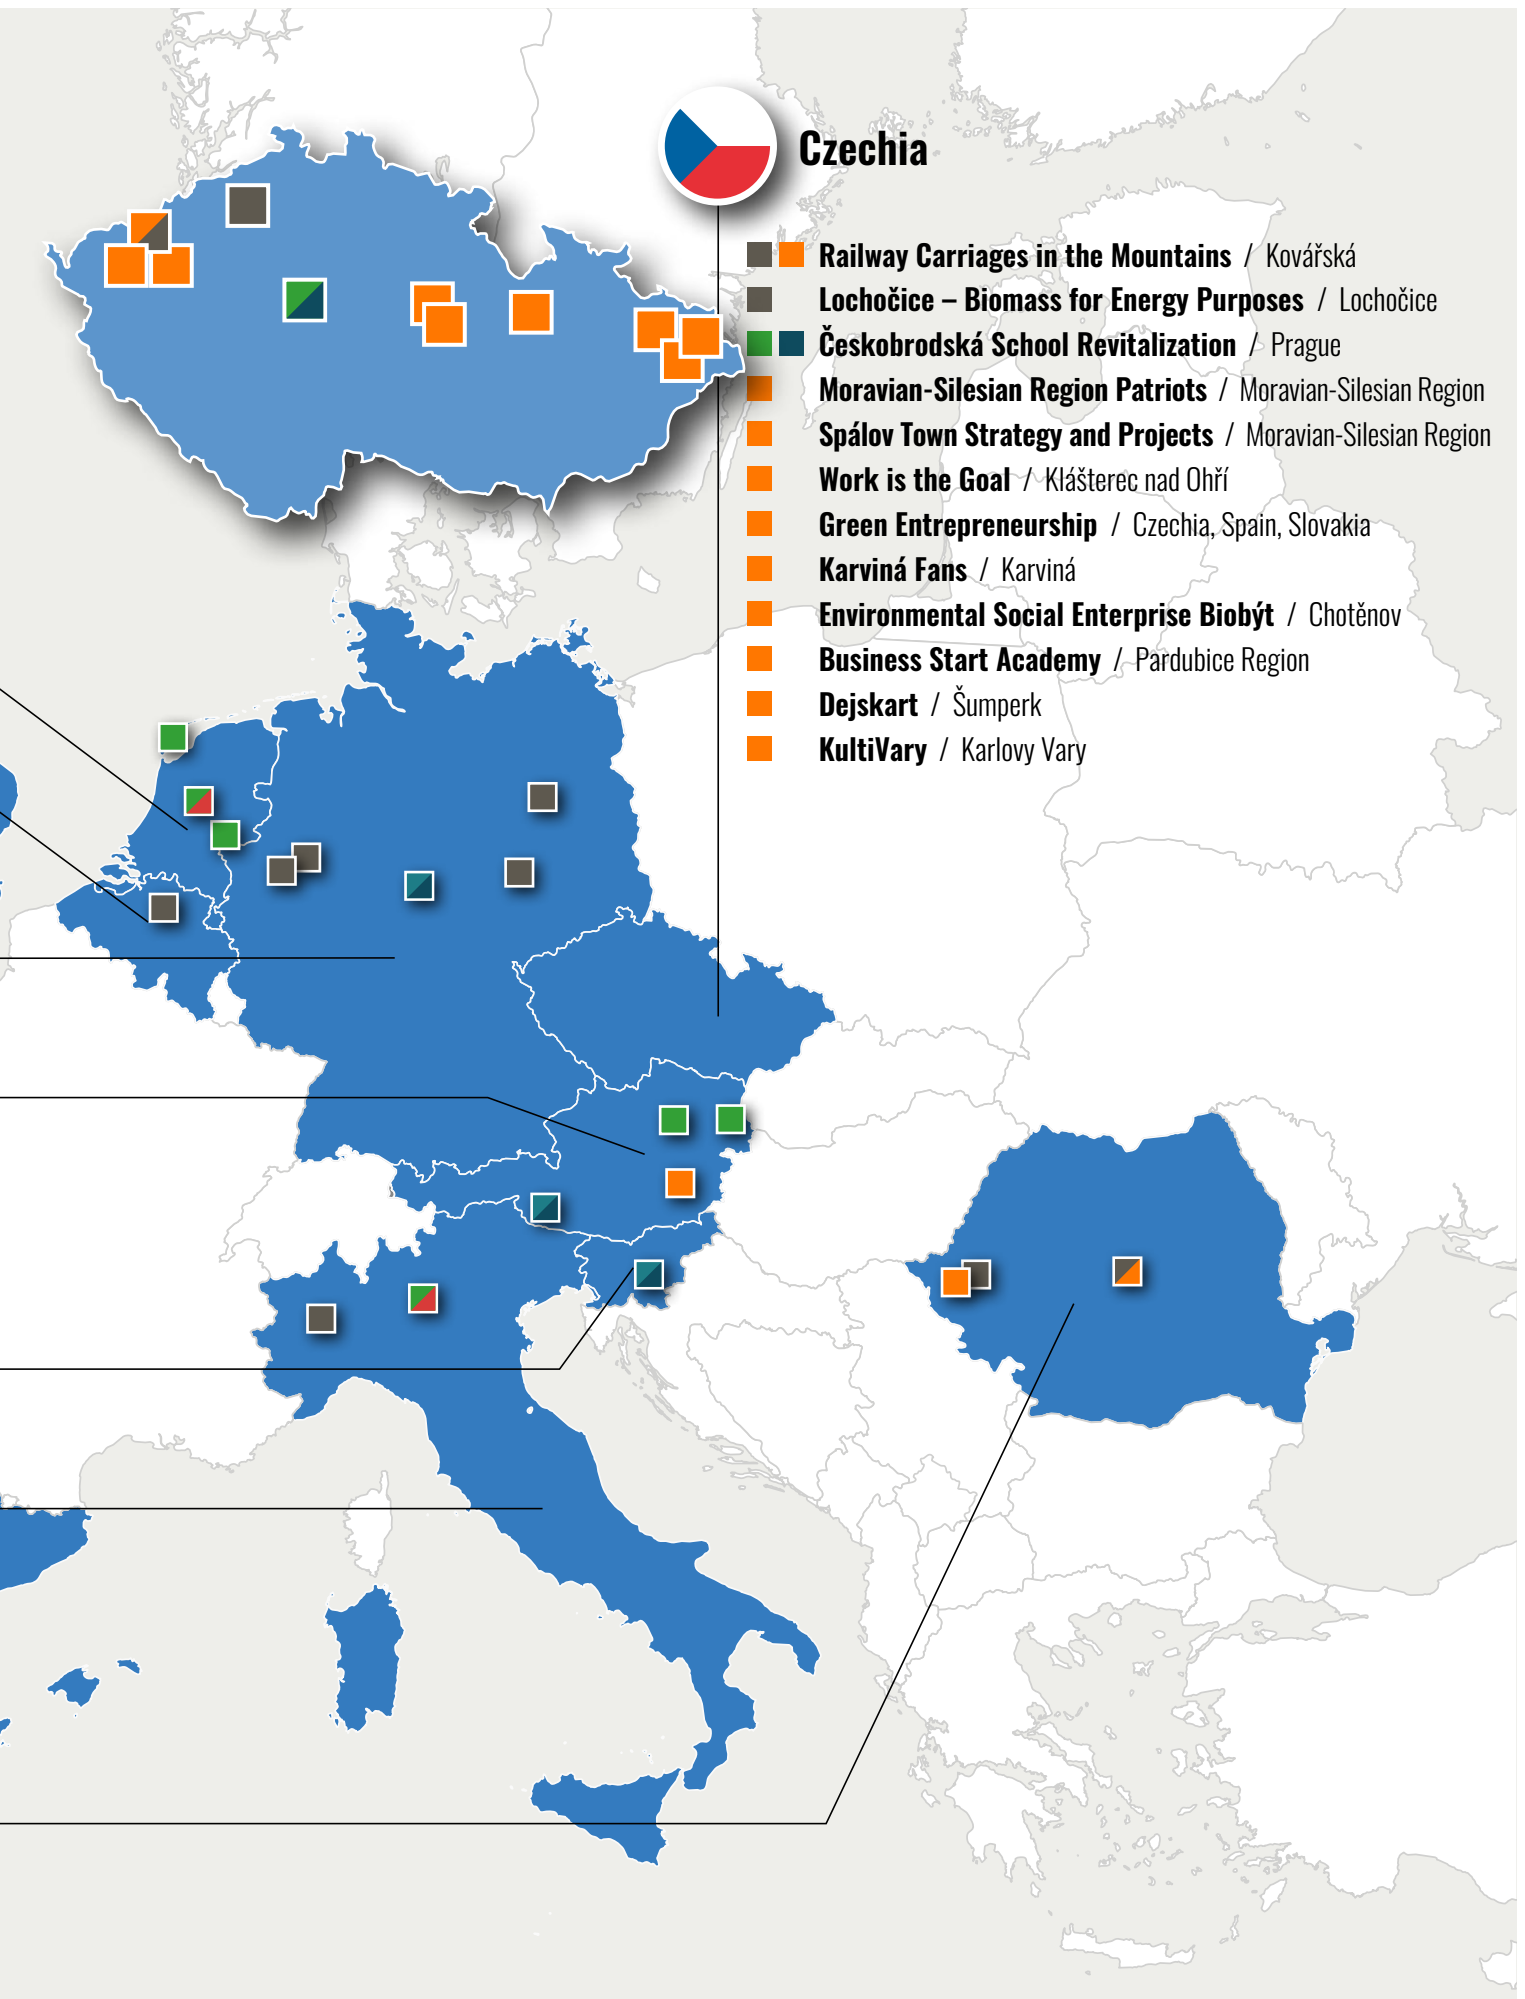 Czechia
Railway Carriages in the Mountains / Kovářská
Lochočice – Biomass for Energy Purposes / Lochočice
Českobrodská School Revitalization / Prague
Moravian-Silesian Region Patriots / Moravian-Silesian Region
Spálov Town Strategy and Projects / Moravian-Silesian Region
Work is the Goal / Klášterec nad Ohří
Green Entrepreneurship / Czechia, Spain, Slovakia
Karviná Fans / Karviná
Environmental Social Enterprise Biobýt / Chotěnov
Business Start Academy / Pardubice Region
Dejskart / Šumperk
KultiVary / Karlovy Vary